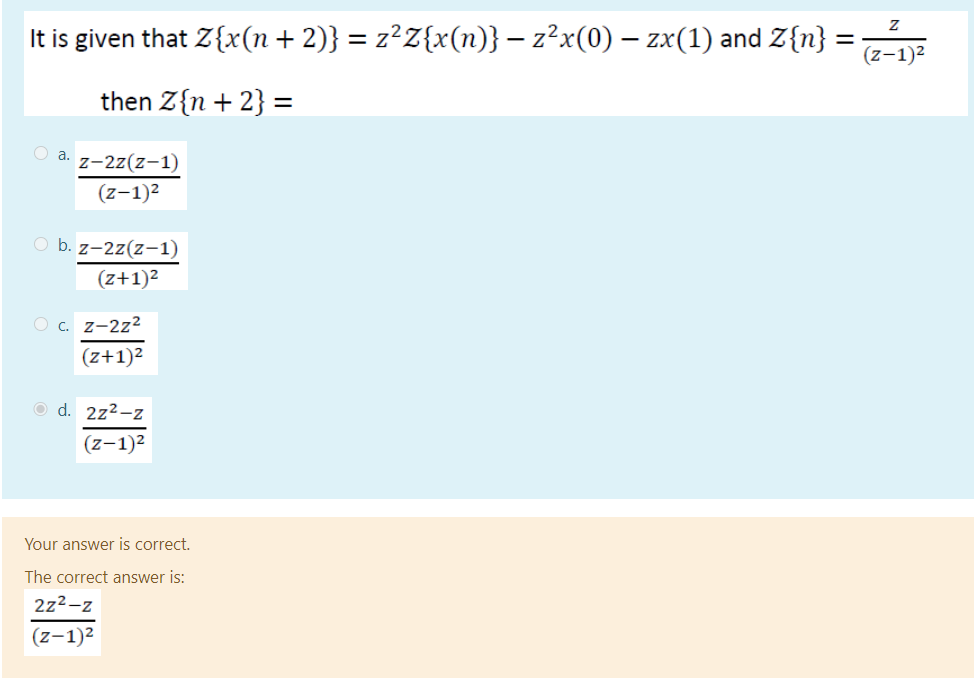 It is given that Z{x(n + 2)} = z²Z{x(n)} − z²x(0) − zx(1) and Z{n} = z/(z−1)²
then Z{n + 2} =
a. z−2z(z−1)/(z−1)²
b. z−2z(z−1)/(z+1)²
c. z−2z²/(z+1)²
d. 2z²−z/(z−1)²
Your answer is correct.
The correct answer is:
2z²−z/(z−1)²